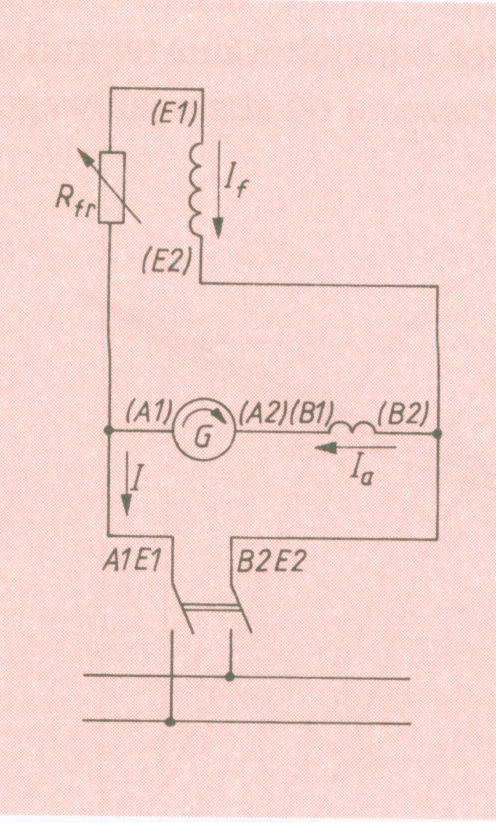 (E1)
I_f
R_fr
(E2)
(A1) G (A2)(B1) (B2)
I_a
I
A1E1 B2E2